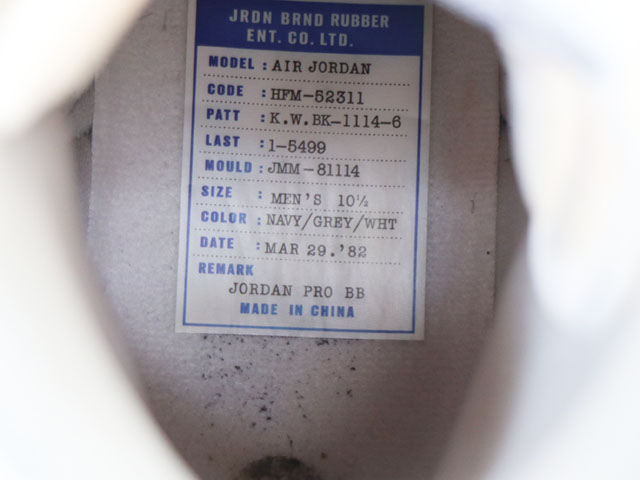 JRDN BRND RUBBER
ENT. CO. LTD.
MODEL : AIR JORDAN
CODE : HFM-52311
PATT : K.W.BK-1114-6
LAST : 1-5499
MOULD : JMM-81114
SIZE : MEN'S 10½
COLOR : NAVY/GREY/WHT
DATE : MAR 29.'82
REMARK
JORDAN PRO BB
MADE IN CHINA